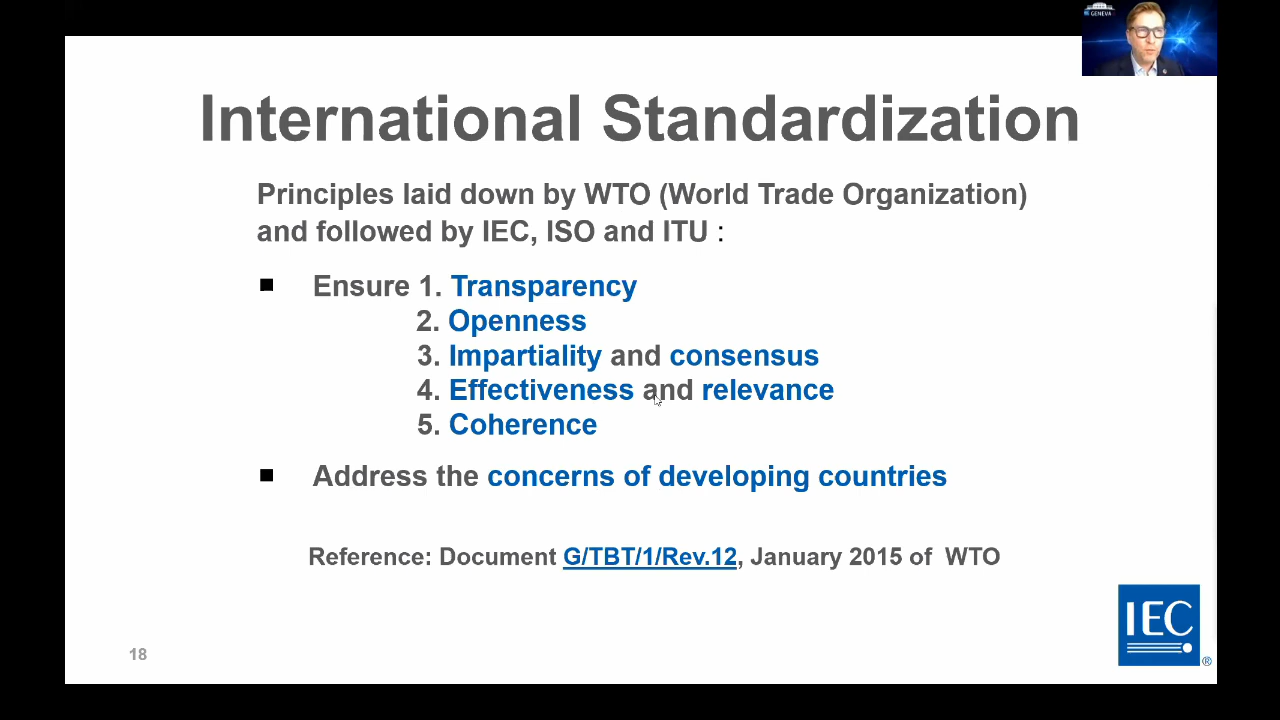 GENEVA
International Standardization
Principles laid down by WTO (World Trade Organization)
and followed by IEC, ISO and ITU :
■ Ensure 1. Transparency
2. Openness
3. Impartiality and consensus
4. Effectiveness and relevance
5. Coherence
■ Address the concerns of developing countries
Reference: Document G/TBT/1/Rev.12, January 2015 of WTO
IEC
®
18